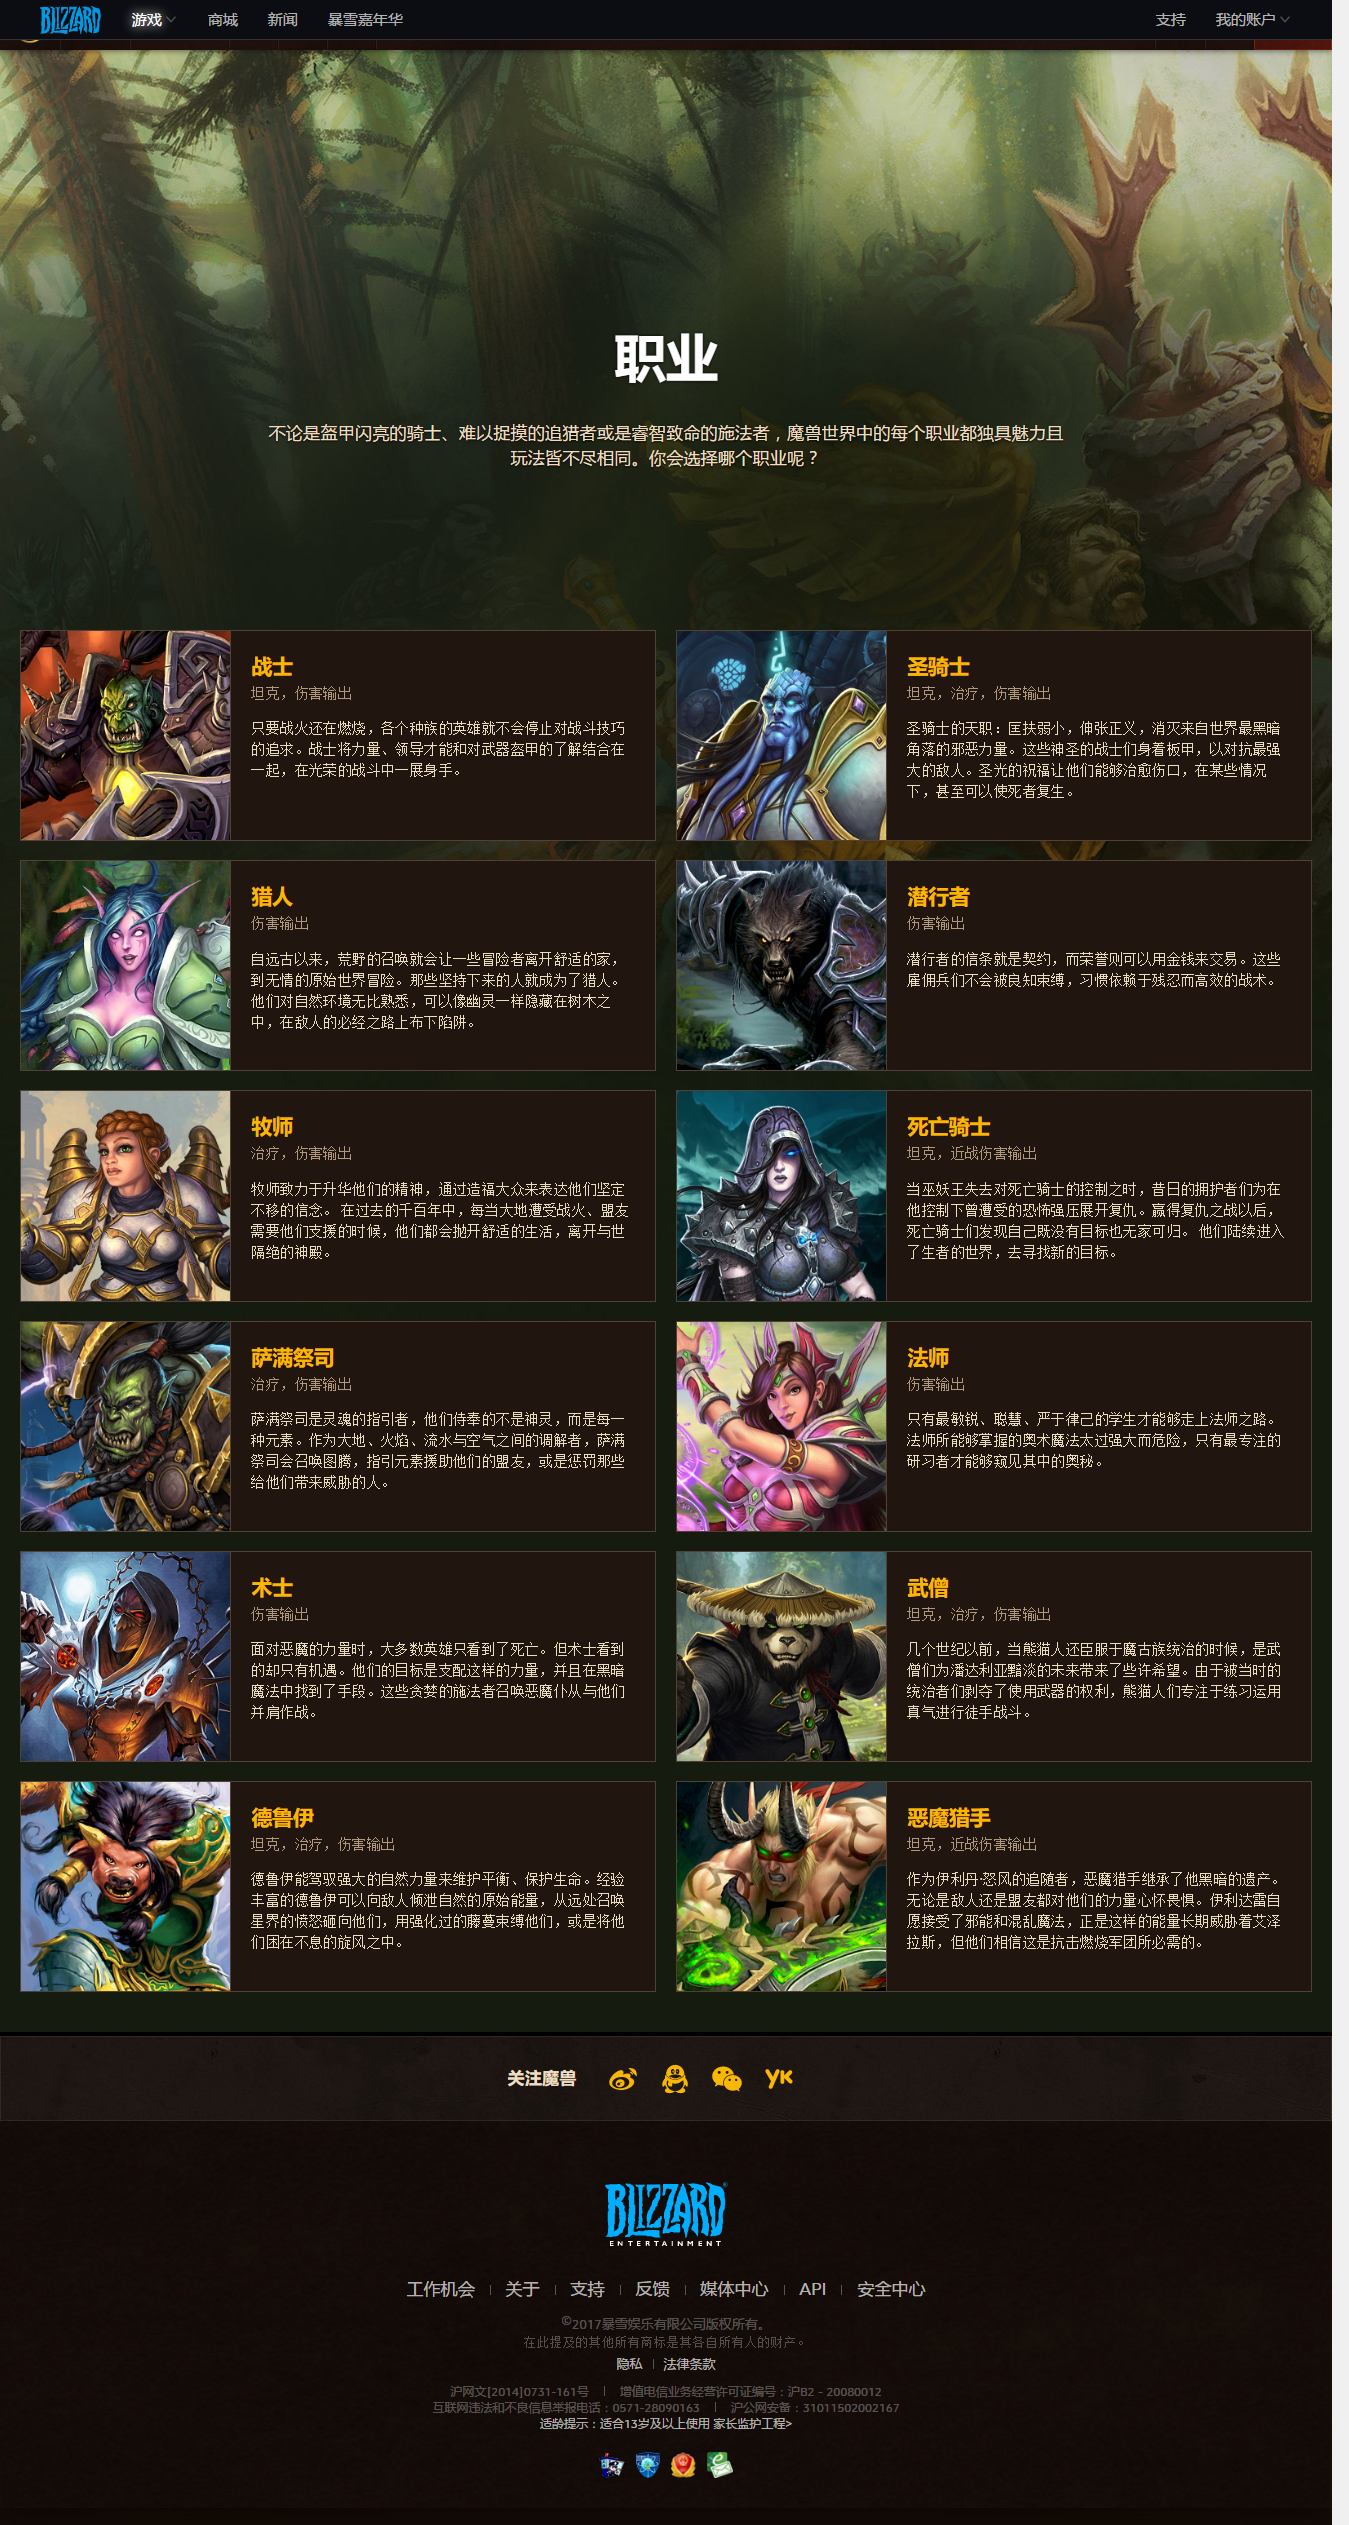 BLIZZARD 游戏 商城 新闻 暴雪嘉年华 支持 我的账户
职业
不论是盔甲闪亮的骑士、难以捉摸的追猎者或是睿智致命的施法者，魔兽世界中的每个职业都独具魅力且
玩法皆不尽相同。你会选择哪个职业呢？
战士
坦克，伤害输出
只要战火还在燃烧，各个种族的英雄就不会停止对战斗技巧
的追求。战士将力量、领导才能和对武器盔甲的了解结合在
一起，在光荣的战斗中一展身手。
圣骑士
坦克，治疗，伤害输出
圣骑士的天职：匡扶弱小，伸张正义，消灭来自世界最黑暗
角落的邪恶力量。这些神圣的战士们身着板甲，以对抗最强
大的敌人。圣光的祝福让他们能够治愈伤口，在某些情况
下，甚至可以使死者复生。
猎人
伤害输出
自远古以来，荒野的召唤就会让一些冒险者离开舒适的家，
到无情的原始世界冒险。那些坚持下来的人就成为了猎人。
他们对自然环境无比熟悉，可以像幽灵一样隐藏在树木之
中，在敌人的必经之路上布下陷阱。
潜行者
伤害输出
潜行者的信条就是契约，而荣誉则可以用金钱来交易。这些
雇佣兵们不会被良知束缚，习惯依赖于残忍而高效的战术。
牧师
治疗，伤害输出
牧师致力于升华他们的精神，通过造福大众来表达他们坚定
不移的信念。 在过去的千百年中，每当大地遭受战火、盟友
需要他们支援的时候，他们都会抛开舒适的生活，离开与世
隔绝的神殿。
死亡骑士
坦克，近战伤害输出
当巫妖王失去对死亡骑士的控制之时，昔日的拥护者们为在
他控制下曾遭受的恐怖强压展开复仇。赢得复仇之战以后，
死亡骑士们发现自己既没有目标也无家可归。 他们陆续进入
了生者的世界，去寻找新的目标。
萨满祭司
治疗，伤害输出
萨满祭司是灵魂的指引者，他们侍奉的不是神灵，而是每一
种元素。作为大地、火焰、流水与空气之间的调解者，萨满
祭司会召唤图腾，指引元素援助他们的盟友，或是惩罚那些
给他们带来威胁的人。
法师
伤害输出
只有最敏锐、聪慧、严于律己的学生才能够走上法师之路。
法师所能够掌握的奥术魔法太过强大而危险，只有最专注的
研习者才能够窥见其中的奥秘。
术士
伤害输出
面对恶魔的力量时，大多数英雄只看到了死亡。但术士看到
的却只有机遇。他们的目标是支配这样的力量，并且在黑暗
魔法中找到了手段。这些贪婪的施法者召唤恶魔仆从与他们
并肩作战。
武僧
坦克，治疗，伤害输出
几个世纪以前，当熊猫人还臣服于魔古族统治的时候，是武
僧们为潘达利亚黯淡的未来带来了些许希望。由于被当时的
统治者们剥夺了使用武器的权利，熊猫人们专注于练习运用
真气进行徒手战斗。
德鲁伊
坦克，治疗，伤害输出
德鲁伊能驾驭强大的自然力量来维护平衡、保护生命。经验
丰富的德鲁伊可以向敌人倾泄自然的原始能量，从远处召唤
星界的愤怒砸向他们，用强化过的藤蔓束缚他们，或是将他
们困在不息的旋风之中。
恶魔猎手
坦克，近战伤害输出
作为伊利丹·怒风的追随者，恶魔猎手继承了他黑暗的遗产。
无论是敌人还是盟友都对他们的力量心怀畏惧。伊利达雷自
愿接受了邪能和混乱魔法，正是这样的能量长期威胁着艾泽
拉斯，但他们相信这是抗击燃烧军团所必需的。
关注魔兽 YK
BLIZZARD
ENTERTAINMENT
工作机会 | 关于 | 支持 | 反馈 | 媒体中心 | API | 安全中心
©2017暴雪娱乐有限公司版权所有。
在此提及的其他所有商标是其各自所有人的财产。
隐私 | 法律条款
沪网文[2014]0731-161号 | 增值电信业务经营许可证编号：沪B2 - 20080012
互联网违法和不良信息举报电话：0571-28090163 | 沪公网安备：31011502002167
适龄提示：适合13岁及以上使用 家长监护工程>